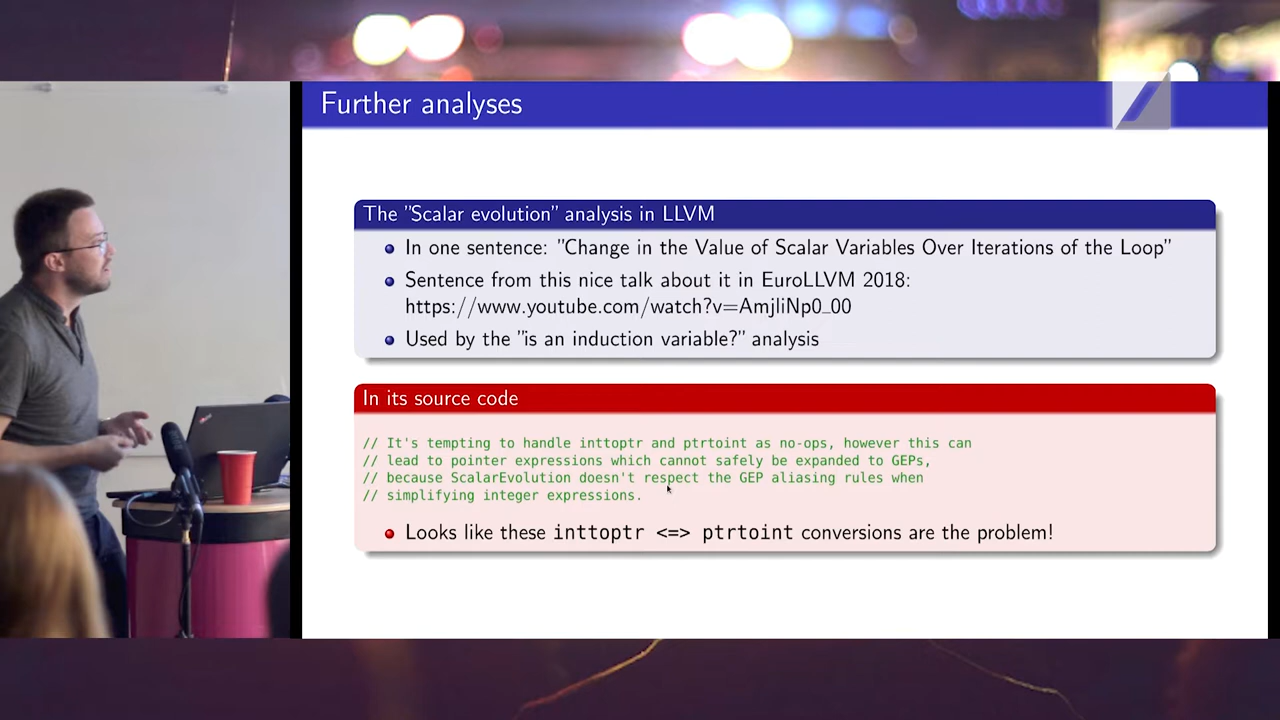 Further analyses
The "Scalar evolution" analysis in LLVM
In one sentence: "Change in the Value of Scalar Variables Over Iterations of the Loop"
Sentence from this nice talk about it in EuroLLVM 2018:
https://www.youtube.com/watch?v=AmjliNp0_00
Used by the "is an induction variable?" analysis
In its source code
// It's tempting to handle inttoptr and ptrtoint as no-ops, however this can
// lead to pointer expressions which cannot safely be expanded to GEPs,
// because ScalarEvolution doesn't respect the GEP aliasing rules when
// simplifying integer expressions.
Looks like these inttoptr <=> ptrtoint conversions are the problem!